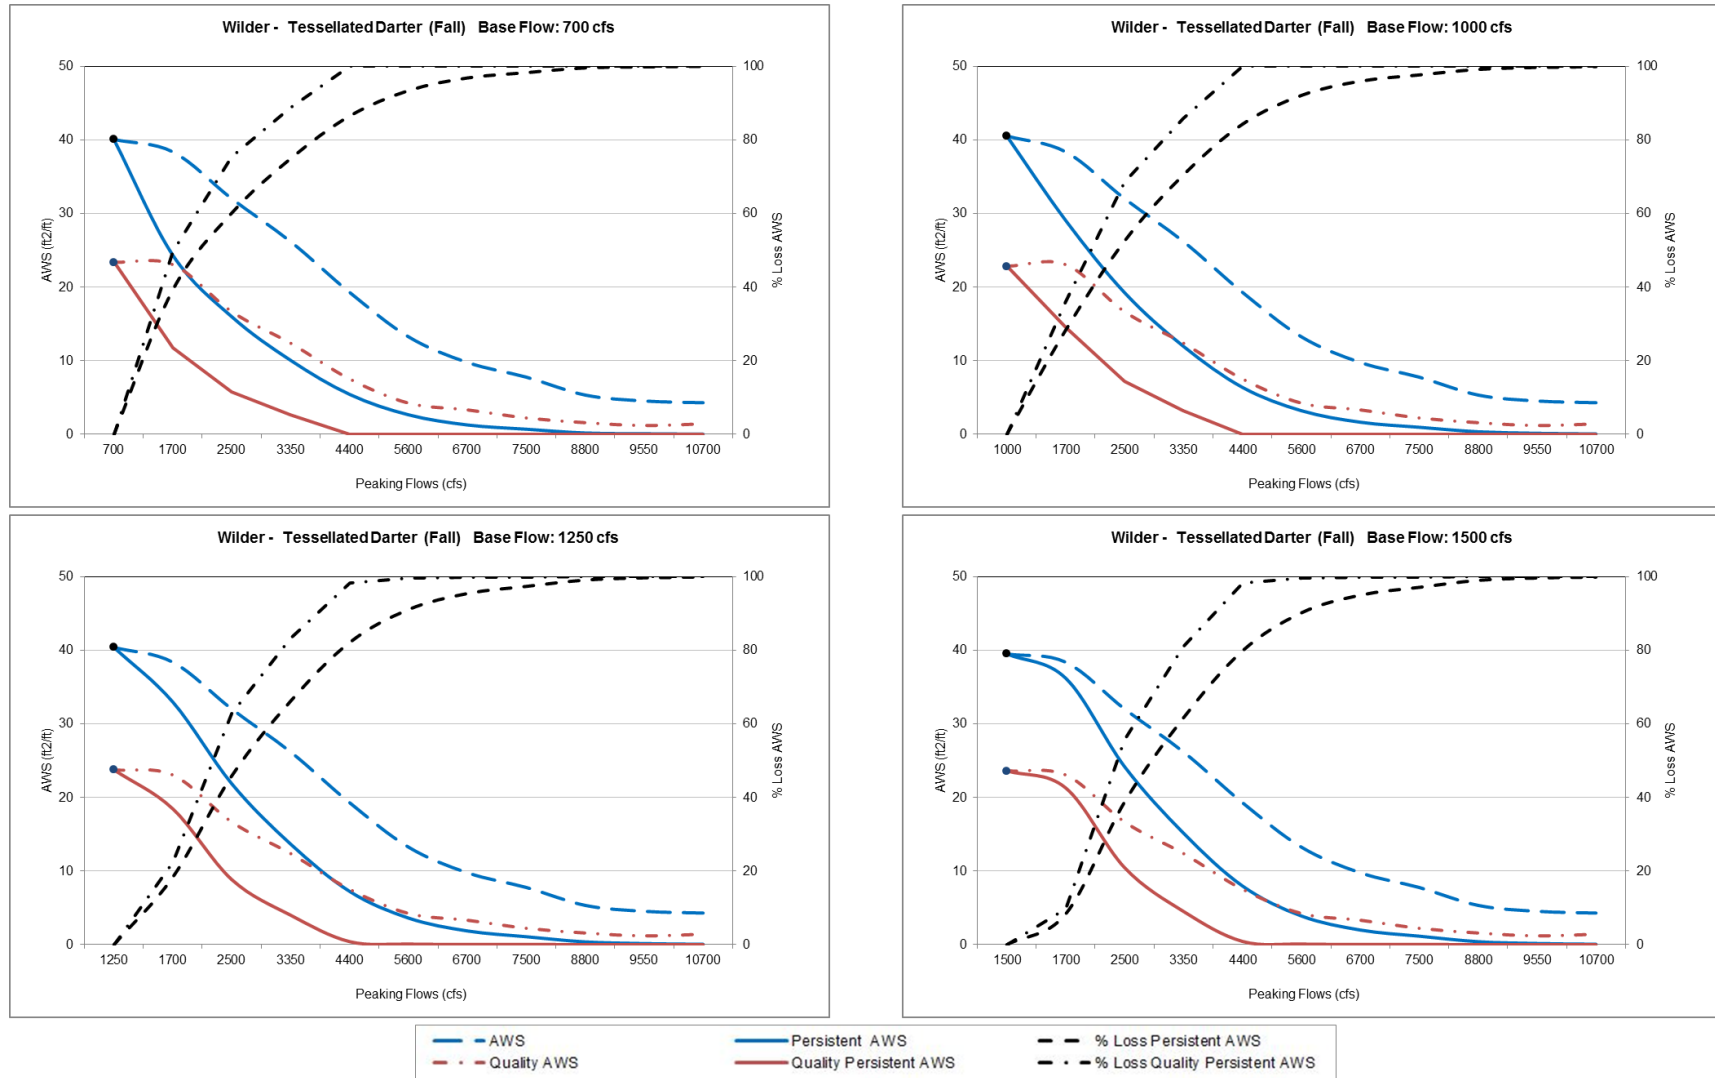 Wilder - Tessellated Darter (Fall) Base Flow: 700 cfs
50
40
30
20
10
0
AWS (ft2/ft)
100
80
60
40
20
0
% Loss AWS
700 1700 2500 3350 4400 5600 6700 7500 8800 9550 10700
Peaking Flows (cfs)
Wilder - Tessellated Darter (Fall) Base Flow: 1000 cfs
50
40
30
20
10
0
AWS (ft2/ft)
100
80
60
40
20
0
% Loss AWS
1000 1700 2500 3350 4400 5600 6700 7500 8800 9550 10700
Peaking Flows (cfs)
Wilder - Tessellated Darter (Fall) Base Flow: 1250 cfs
50
40
30
20
10
0
AWS (ft2/ft)
100
80
60
40
20
0
% Loss AWS
1250 1700 2500 3350 4400 5600 6700 7500 8800 9550 10700
Peaking Flows (cfs)
Wilder - Tessellated Darter (Fall) Base Flow: 1500 cfs
50
40
30
20
10
0
AWS (ft2/ft)
100
80
60
40
20
0
% Loss AWS
1500 1700 2500 3350 4400 5600 6700 7500 8800 9550 10700
Peaking Flows (cfs)
AWS Persistent AWS % Loss Persistent AWS
Quality AWS Quality Persistent AWS % Loss Quality Persistent AWS